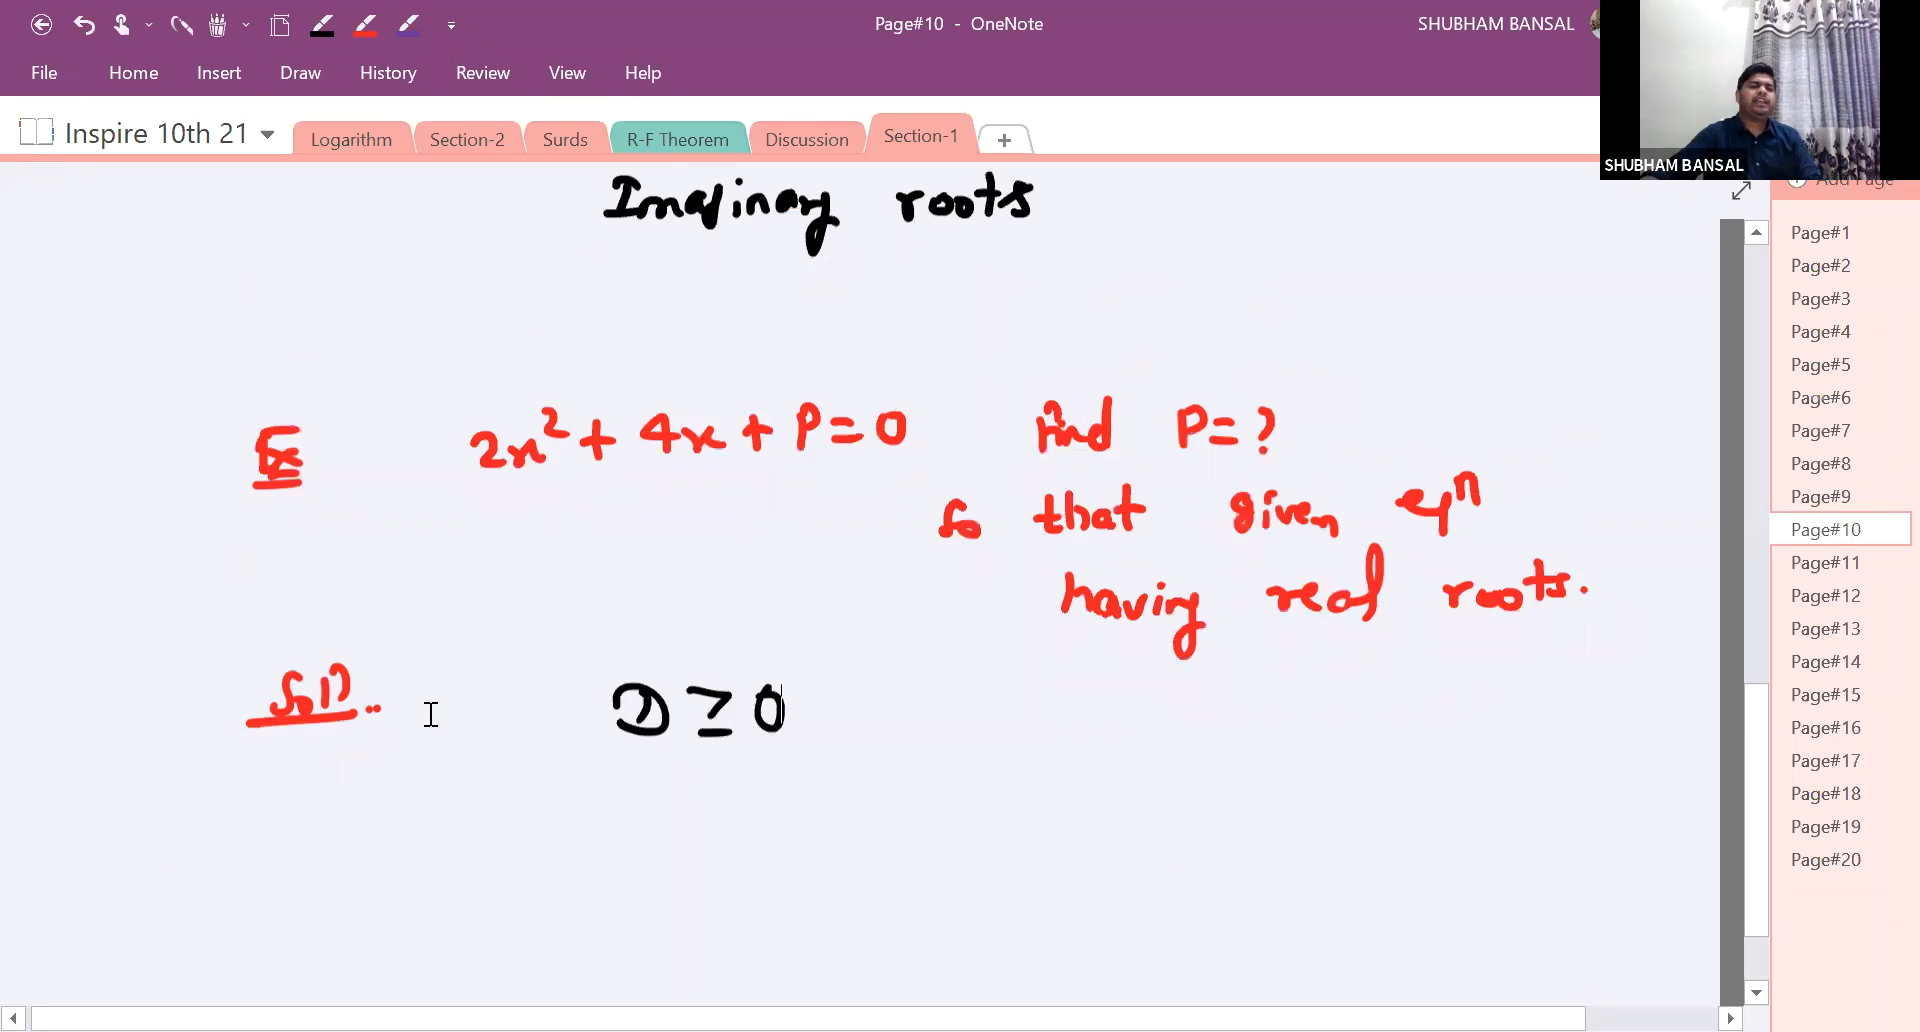 Page#10 - OneNote
SHUBHAM BANSAL
File Home Insert Draw History Review View Help
SHUBHAM BANSAL
Inspire 10th 21
Logarithm Section-2 Surds R-F Theorem Discussion Section-1 +
Add Page
Imaginary roots
Ex 2x² + 4x + P = 0 Find P = ?
so that given eqⁿ
having real roots.
Solⁿ..
D ≥ 0
Page#1
Page#2
Page#3
Page#4
Page#5
Page#6
Page#7
Page#8
Page#9
Page#10
Page#11
Page#12
Page#13
Page#14
Page#15
Page#16
Page#17
Page#18
Page#19
Page#20